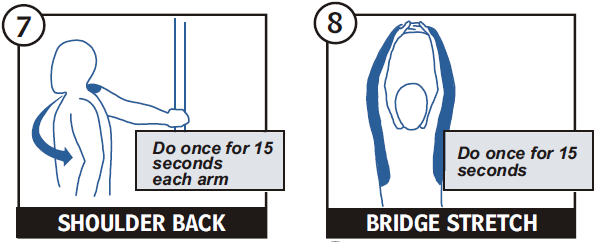 7
Do once for 15
seconds
each arm
SHOULDER BACK
8
Do once for 15
seconds
BRIDGE STRETCH